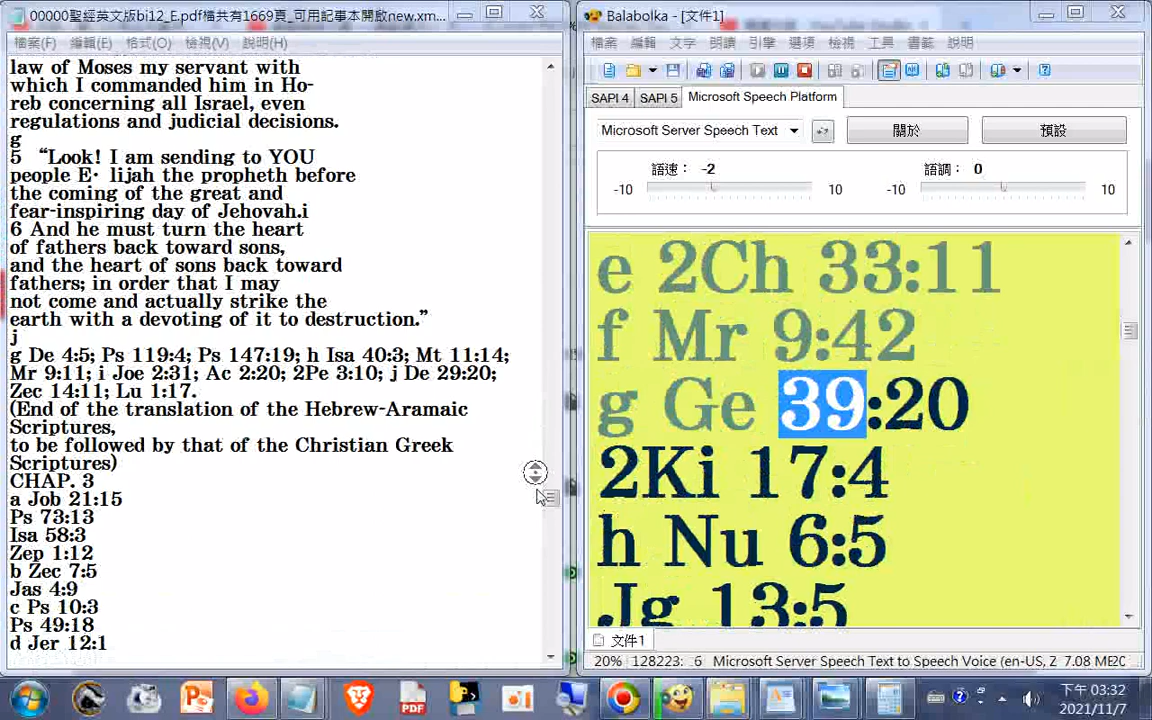 00000聖經英文版bi12_E.pdf檔共有1669頁_可用記事本開啟new.xm...
檔案(F) 編輯(E) 格式(O) 檢視(V) 說明(H)
law of Moses my servant with
which I commanded him in Ho-
reb concerning all Israel, even
regulations and judicial decisions.
g
5 “Look! I am sending to YOU
people E· lijah the propheth before
the coming of the great and
fear-inspiring day of Jehovah.i
6 And he must turn the heart
of fathers back toward sons,
and the heart of sons back toward
fathers; in order that I may
not come and actually strike the
earth with a devoting of it to destruction.”
j
g De 4:5; Ps 119:4; Ps 147:19; h Isa 40:3; Mt 11:14;
Mr 9:11; i Joe 2:31; Ac 2:20; 2Pe 3:10; j De 29:20;
Zec 14:11; Lu 1:17.
(End of the translation of the Hebrew-Aramaic
Scriptures,
to be followed by that of the Christian Greek
Scriptures)
CHAP. 3
a Job 21:15
Ps 73:13
Isa 58:3
Zep 1:12
b Zec 7:5
Jas 4:9
c Ps 10:3
Ps 49:18
d Jer 12:1
Balabolka - [文件1]
檔案 編輯 文字 朗讀 引擎 選項 檢視 工具 書籤 說明
SAPI 4 SAPI 5 Microsoft Speech Platform
Microsoft Server Speech Text 關於 預設
語速： -2 語調： 0
-10 10 -10 10
e 2Ch 33:11
f Mr 9:42
g Ge 39:20
2Ki 17:4
h Nu 6:5
Jg 13:5
文件1
20% 128223: .6 Microsoft Server Speech Text to Speech Voice (en-US, Z 7.08 ME20
PDF
下午 03:32
2021/11/7